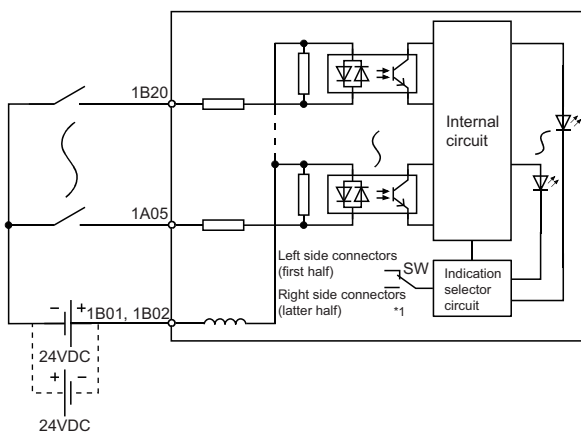 1B20
Internal
circuit
1A05
Left side connectors
(first half)
SW
Right side connectors
(latter half)
*1
Indication
selector
circuit
− +
1B01, 1B02
24VDC
+ −
24VDC